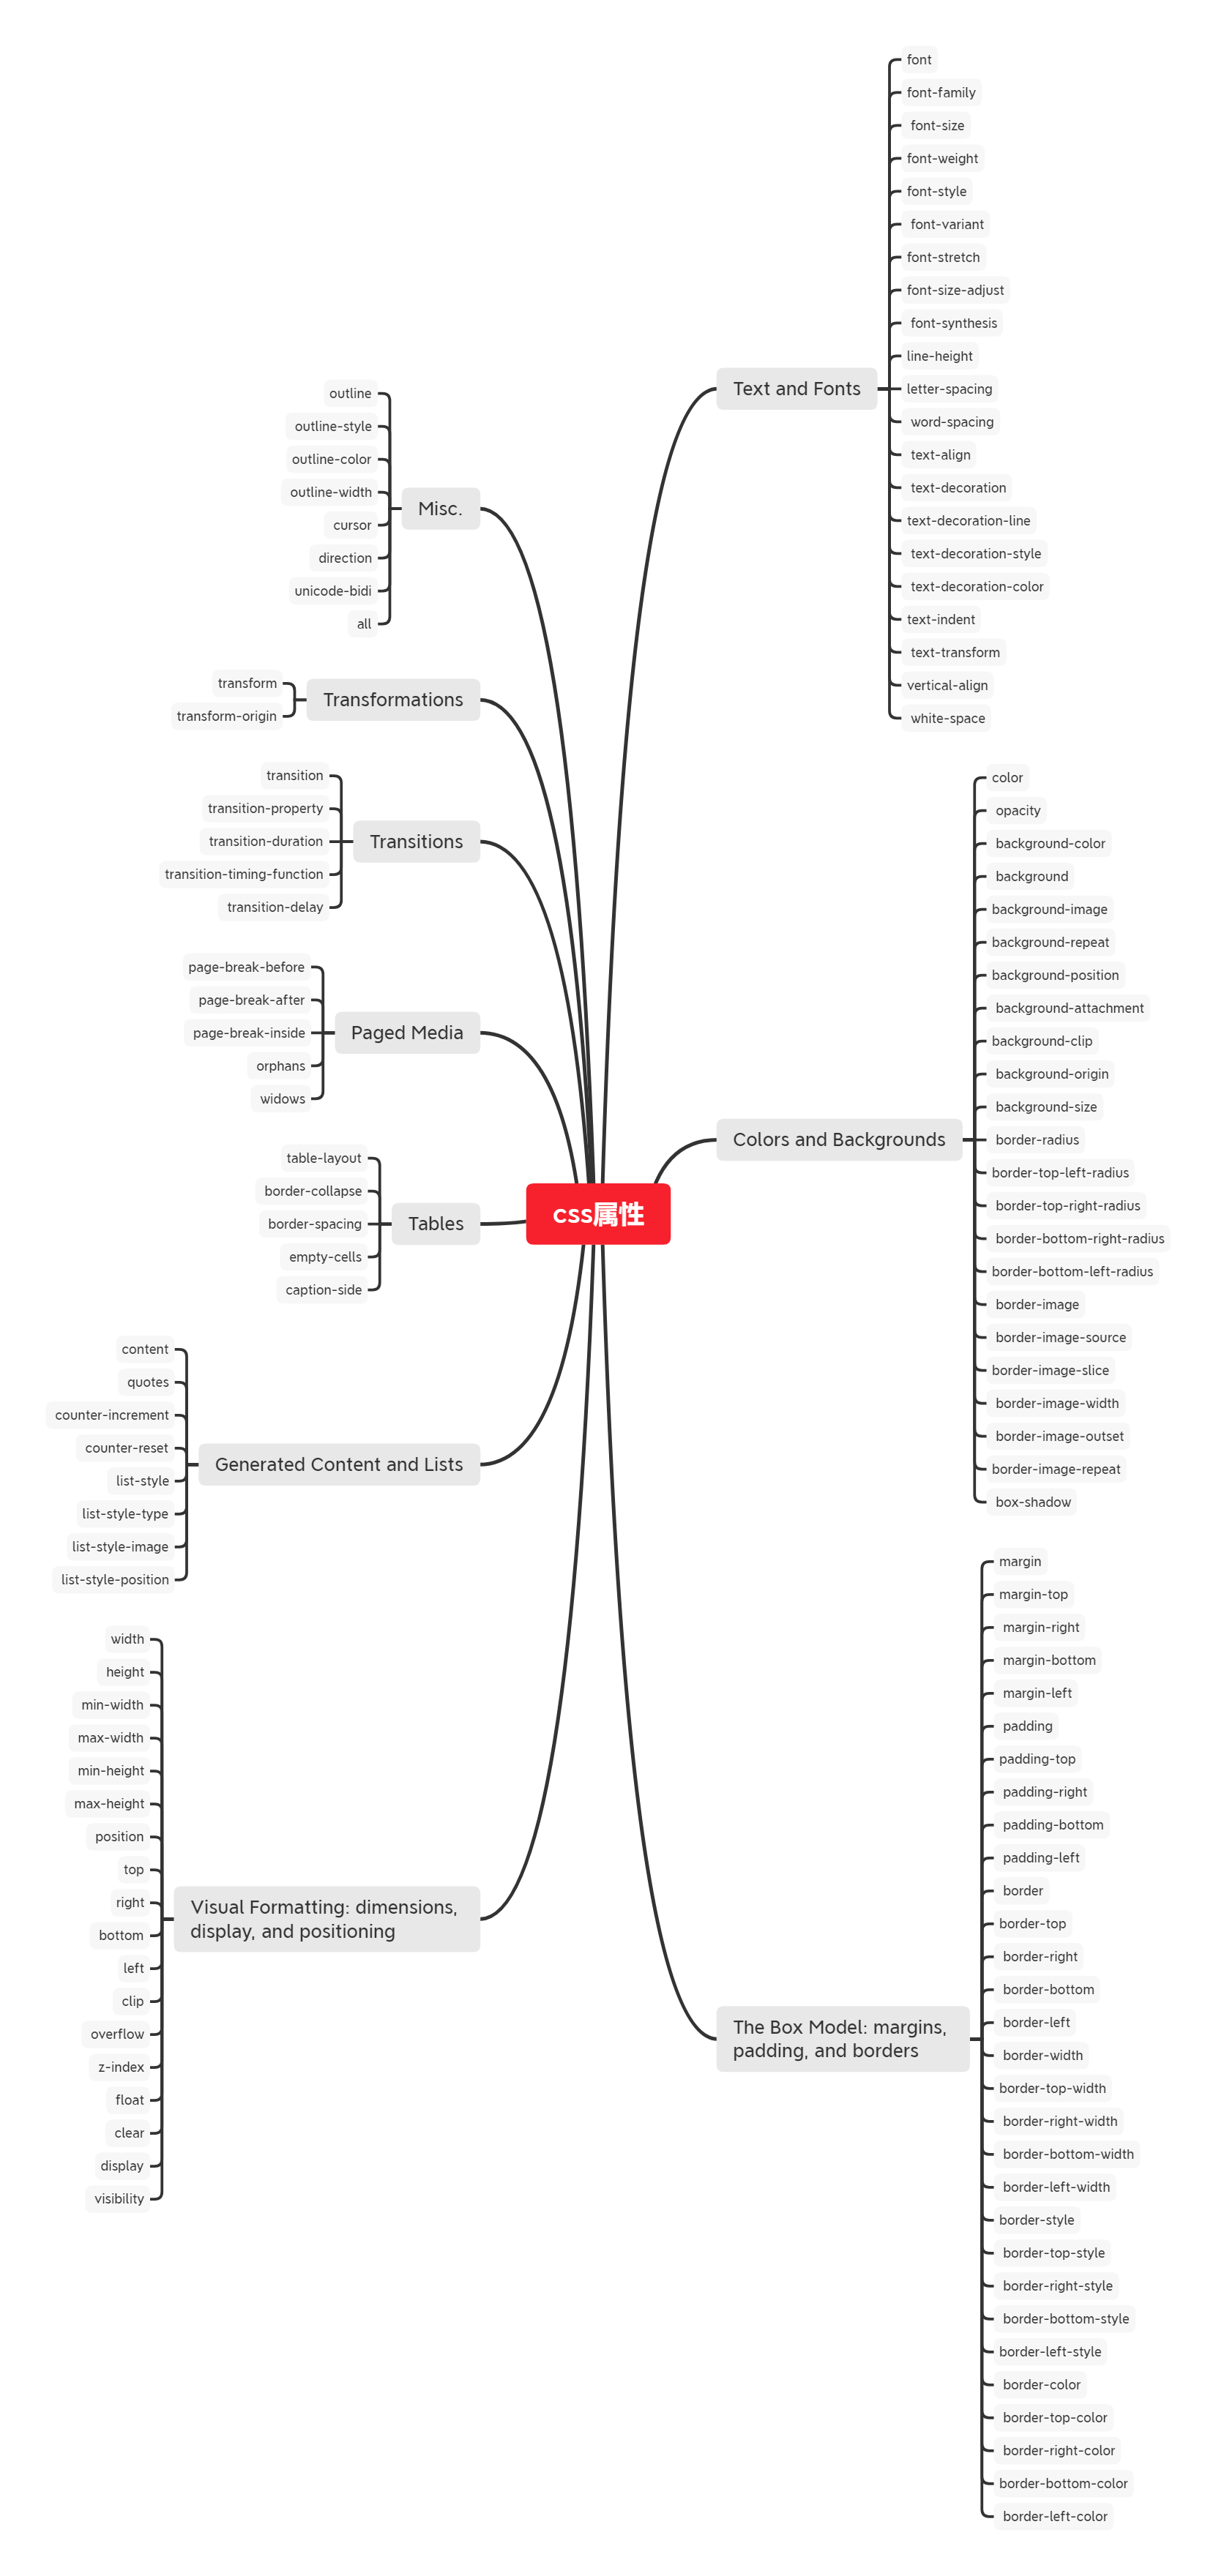 css属性
Text and Fonts
font
font-family
font-size
font-weight
font-style
font-variant
font-stretch
font-size-adjust
font-synthesis
line-height
letter-spacing
word-spacing
text-align
text-decoration
text-decoration-line
text-decoration-style
text-decoration-color
text-indent
text-transform
vertical-align
white-space
Colors and Backgrounds
color
opacity
background-color
background
background-image
background-repeat
background-position
background-attachment
background-clip
background-origin
background-size
border-radius
border-top-left-radius
border-top-right-radius
border-bottom-right-radius
border-bottom-left-radius
border-image
border-image-source
border-image-slice
border-image-width
border-image-outset
border-image-repeat
box-shadow
The Box Model: margins,
padding, and borders
margin
margin-top
margin-right
margin-bottom
margin-left
padding
padding-top
padding-right
padding-bottom
padding-left
border
border-top
border-right
border-bottom
border-left
border-width
border-top-width
border-right-width
border-bottom-width
border-left-width
border-style
border-top-style
border-right-style
border-bottom-style
border-left-style
border-color
border-top-color
border-right-color
border-bottom-color
border-left-color
Misc.
outline
outline-style
outline-color
outline-width
cursor
direction
unicode-bidi
all
Transformations
transform
transform-origin
Transitions
transition
transition-property
transition-duration
transition-timing-function
transition-delay
Paged Media
page-break-before
page-break-after
page-break-inside
orphans
widows
Tables
table-layout
border-collapse
border-spacing
empty-cells
caption-side
Generated Content and Lists
content
quotes
counter-increment
counter-reset
list-style
list-style-type
list-style-image
list-style-position
Visual Formatting: dimensions,
display, and positioning
width
height
min-width
max-width
min-height
max-height
position
top
right
bottom
left
clip
overflow
z-index
float
clear
display
visibility